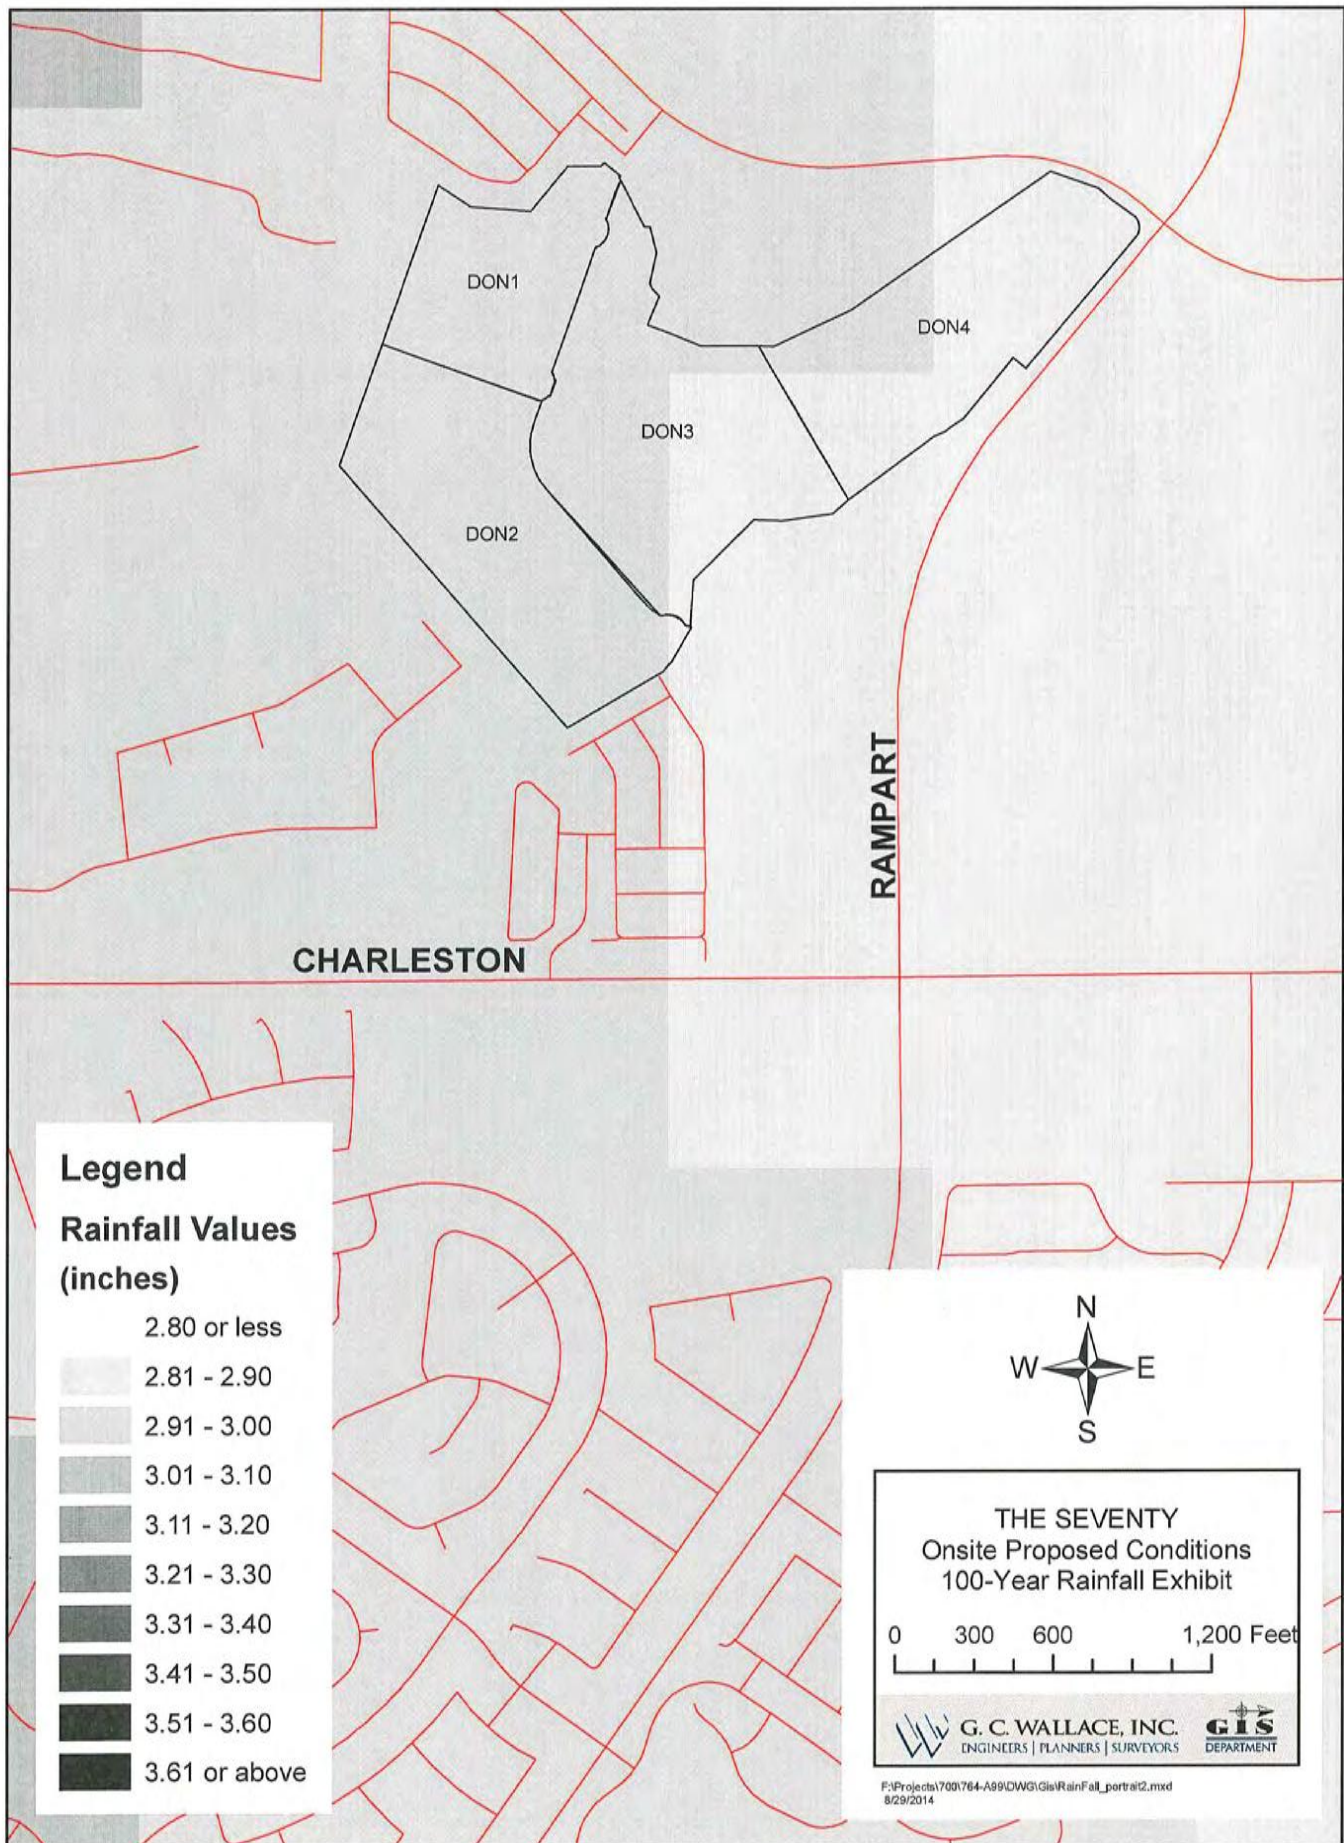 DON1
DON4
DON3
DON2
RAMPART
CHARLESTON
Legend
Rainfall Values
(inches)
2.80 or less
2.81 - 2.90
2.91 - 3.00
3.01 - 3.10
3.11 - 3.20
3.21 - 3.30
3.31 - 3.40
3.41 - 3.50
3.51 - 3.60
3.61 or above
N
W E
S
THE SEVENTY
Onsite Proposed Conditions
100-Year Rainfall Exhibit
0 300 600 1,200 Feet
G. C. WALLACE, INC.
ENGINEERS | PLANNERS | SURVEYORS
GIS
DEPARTMENT
F:\Projects\700\764-A99\DWG\Gis\RainFall_portrait2.mxd
8/29/2014